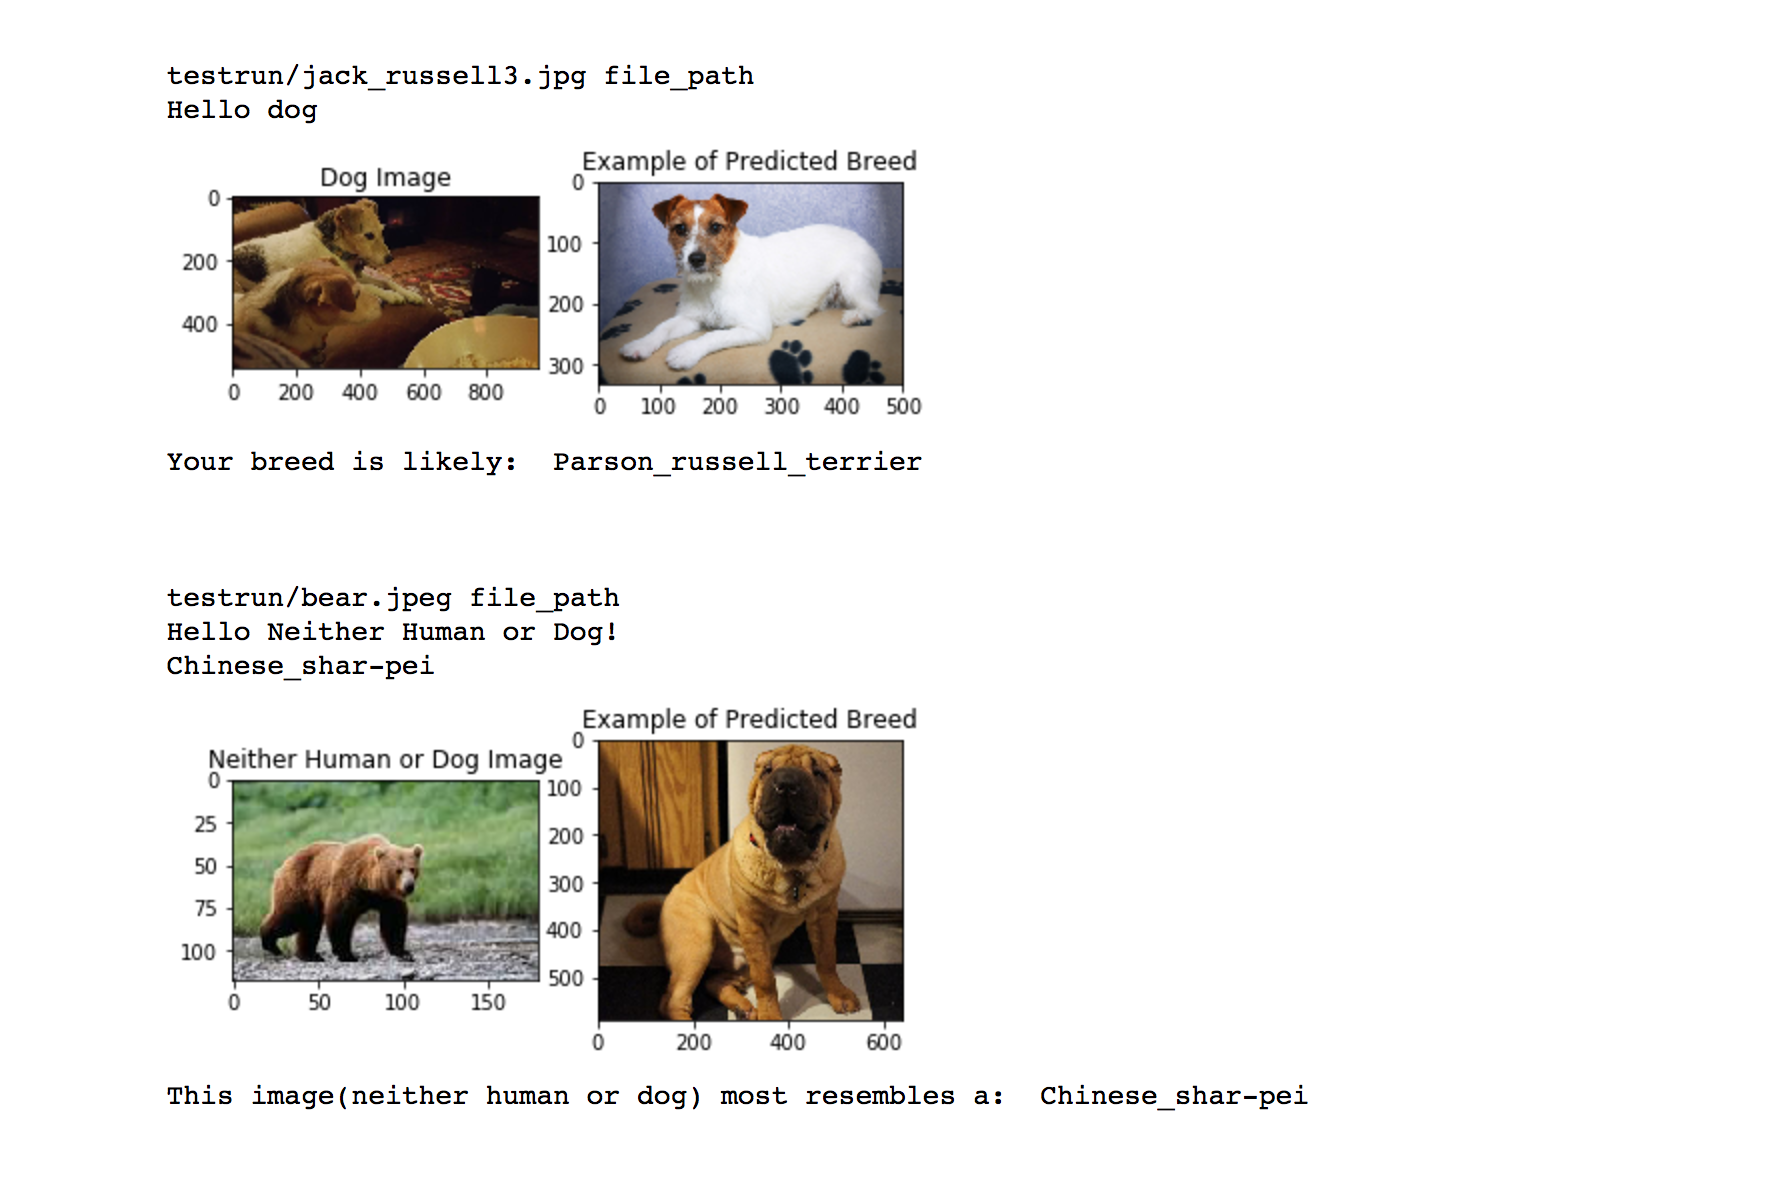 testrun/jack_russell3.jpg file_path
Hello dog
Dog Image
0
200
400
0 200 400 600 800
Example of Predicted Breed
0
100
200
300
0 100 200 300 400 500
Your breed is likely:  Parson_russell_terrier
testrun/bear.jpeg file_path
Hello Neither Human or Dog!
Chinese_shar-pei
Neither Human or Dog Image
0
25
50
75
100
0 50 100 150
Example of Predicted Breed
0
100
200
300
400
500
0 200 400 600
This image(neither human or dog) most resembles a:  Chinese_shar-pei